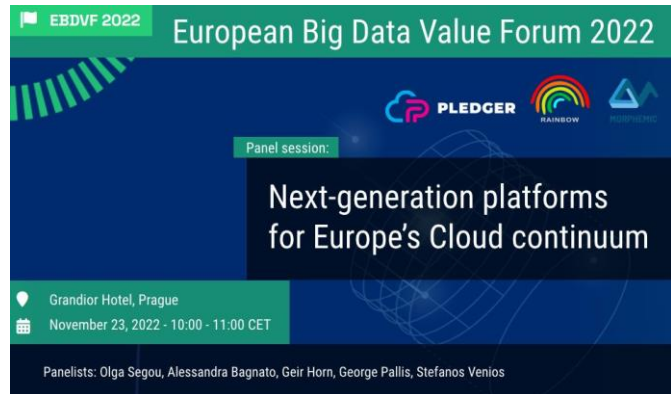 EBDVF 2022
European Big Data Value Forum 2022
PLEDGER
RAINBOW
MORPHEMIC
Panel session:
Next-generation platforms
for Europe's Cloud continuum
Grandior Hotel, Prague
November 23, 2022 - 10:00 - 11:00 CET
Panelists: Olga Segou, Alessandra Bagnato, Geir Horn, George Pallis, Stefanos Venios